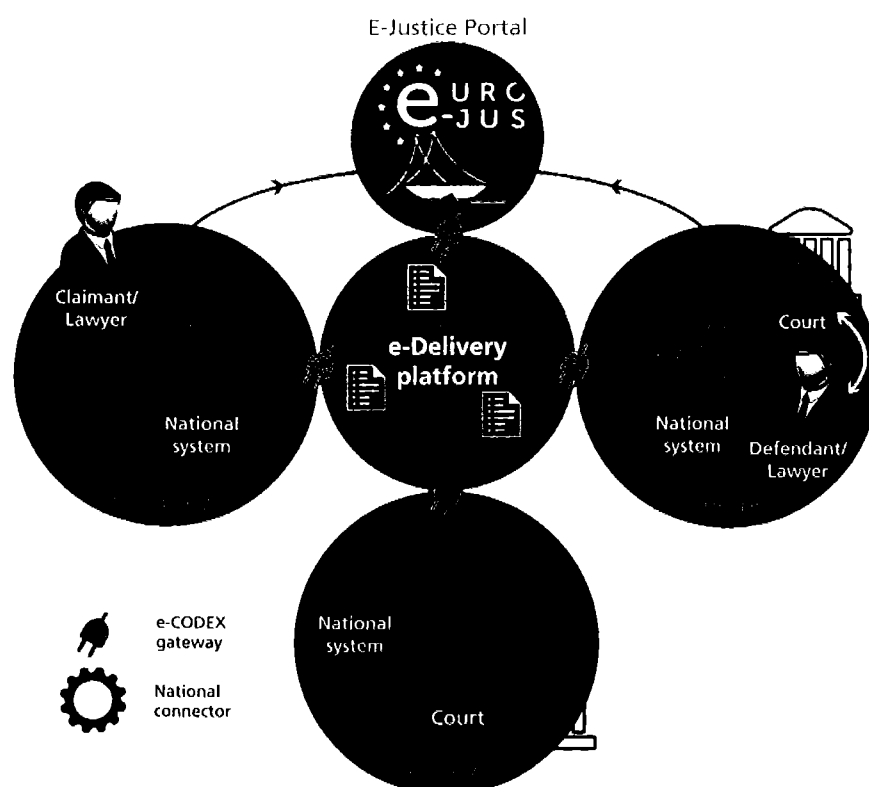 E-Justice Portal
e URO
-JUS
Claimant/
Lawyer
National
system
e-Delivery
platform
Court
National
system
Defendant/
Lawyer
National
system
Court
e-CODEX
gateway
National
connector